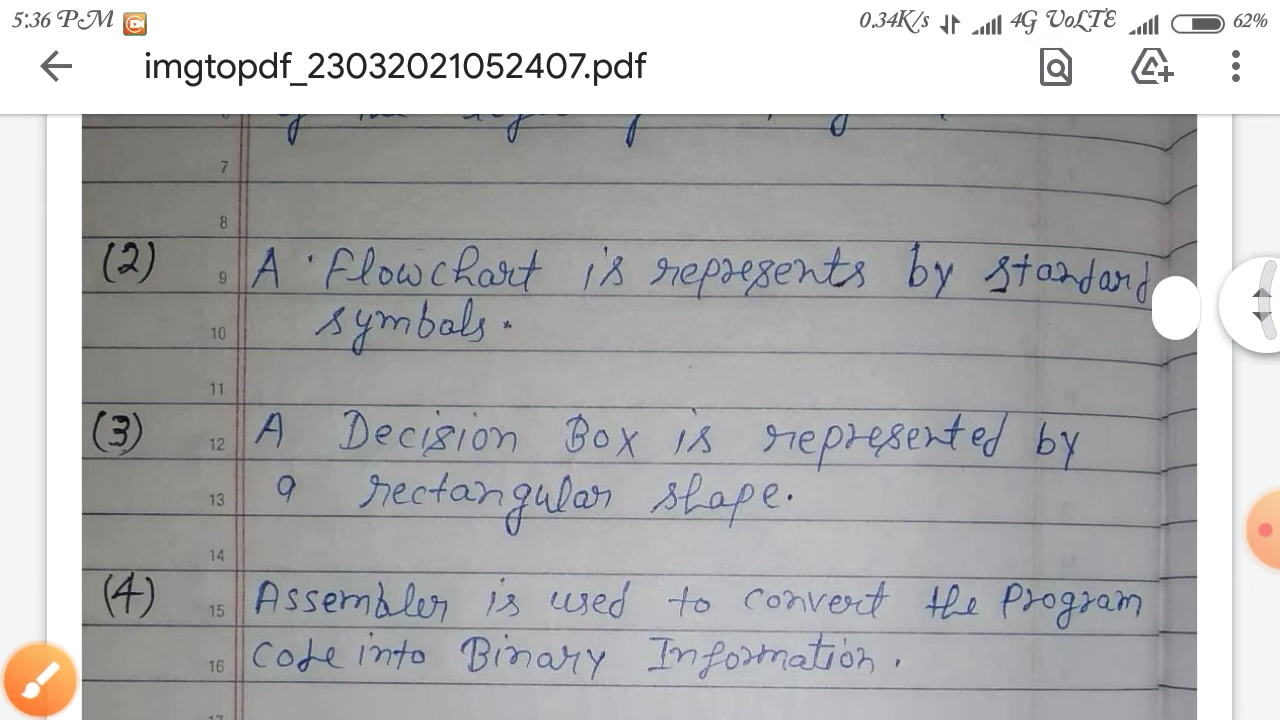 5:36 PM
0.34K/s 4G VoLTE 62%
imgtopdf_23032021052407.pdf
7
8
(2) 9 A Flowchart is represents by standard
10 symbols.
11
(3) 12 A Decision Box is represented by
13 a rectangular shape.
14
(4) 15 Assembler is used to convert the Program
16 Code into Binary Information.